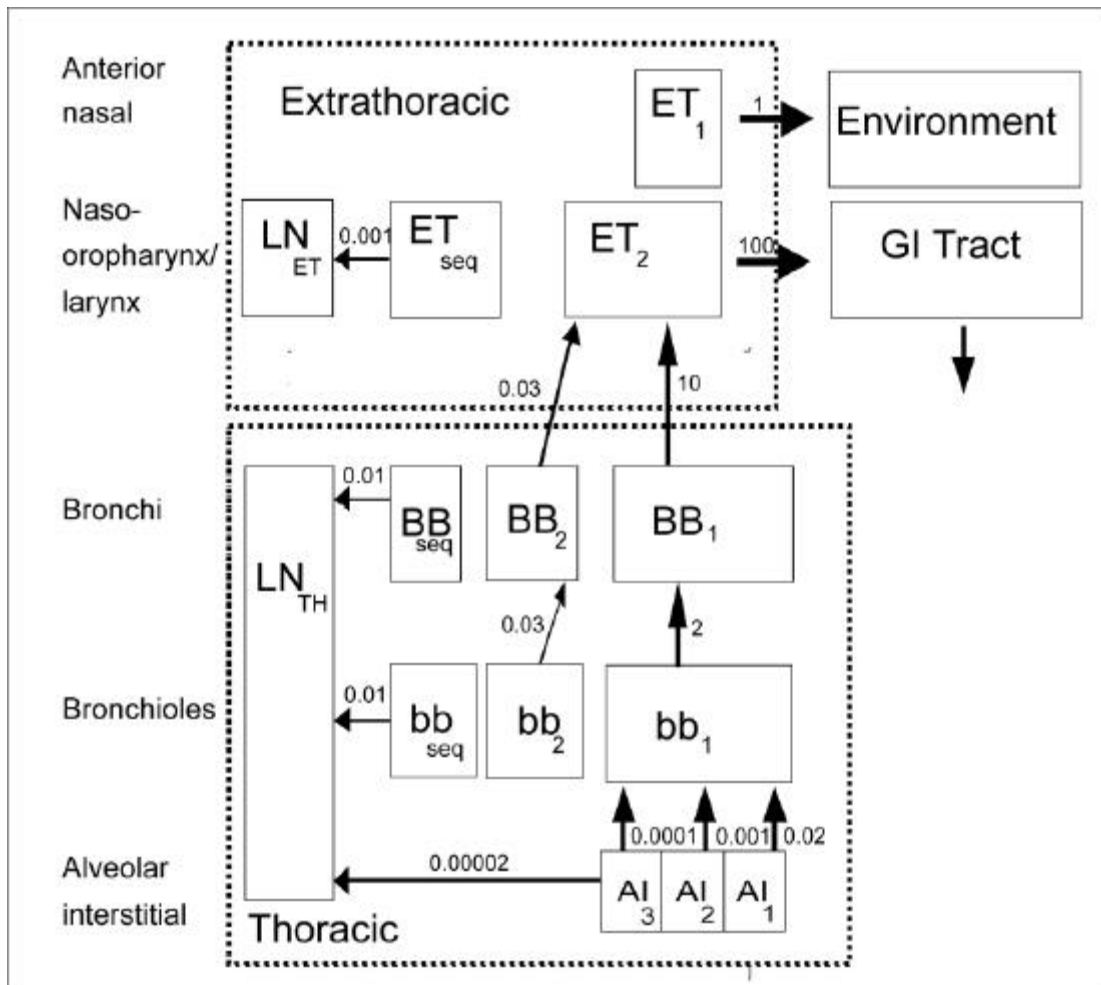 Anterior
nasal
Extrathoracic
ET1
1
Environment
Naso-
oropharynx/
larynx
LNET
0.001
ETseq
ET2
100
GI Tract
0.03
10
Bronchi
LNTH
0.01
BBseq
BB2
BB1
0.03
2
Bronchioles
0.01
bbseq
bb2
bb1
0.0001
0.001
0.02
Alveolar
interstitial
0.00002
AI3
AI2
AI1
Thoracic